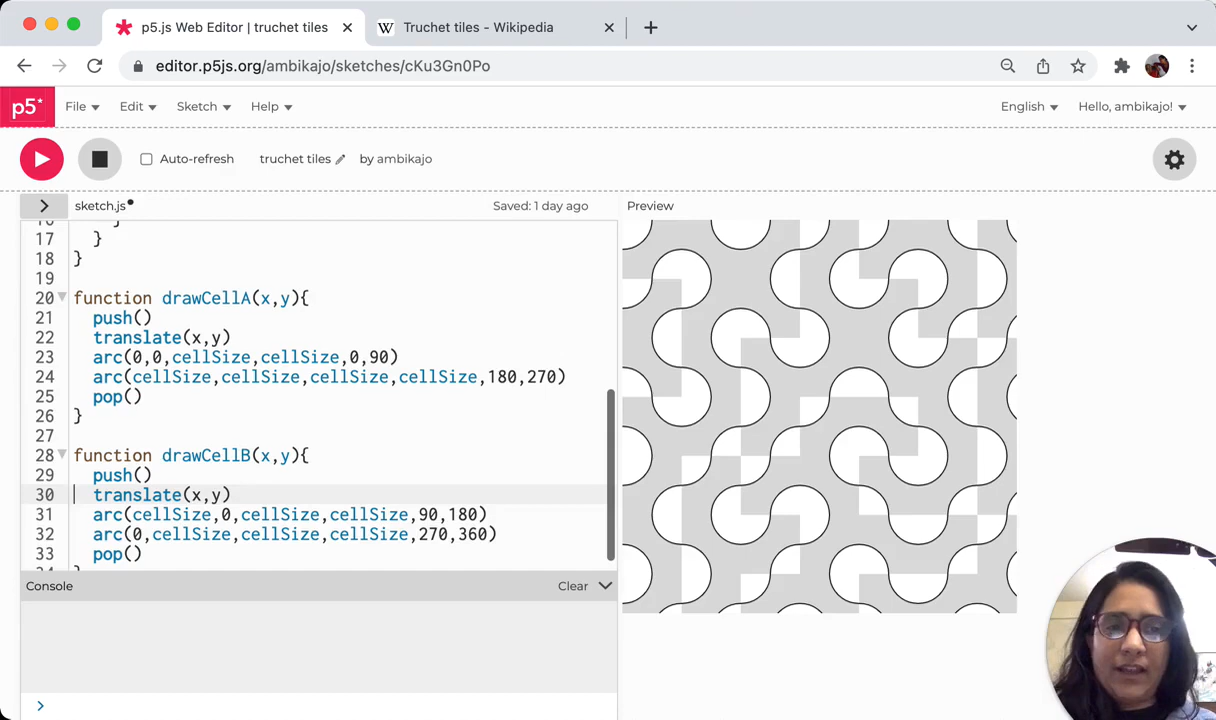 p5.js Web Editor | truchet tiles
W Truchet tiles - Wikipedia
editor.p5js.org/ambikajo/sketches/cKu3Gn0Po
p5* File Edit Sketch Help English Hello, ambikajo!
Auto-refresh truchet tiles by ambikajo
sketch.js Saved: 1 day ago Preview
17 }
18 }
19
20 function drawCellA(x,y){
21 push()
22 translate(x,y)
23 arc(0,0,cellSize,cellSize,0,90)
24 arc(cellSize,cellSize,cellSize,cellSize,180,270)
25 pop()
26 }
27
28 function drawCellB(x,y){
29 push()
30 translate(x,y)
31 arc(cellSize,0,cellSize,cellSize,90,180)
32 arc(0,cellSize,cellSize,cellSize,270,360)
33 pop()
Console Clear
>